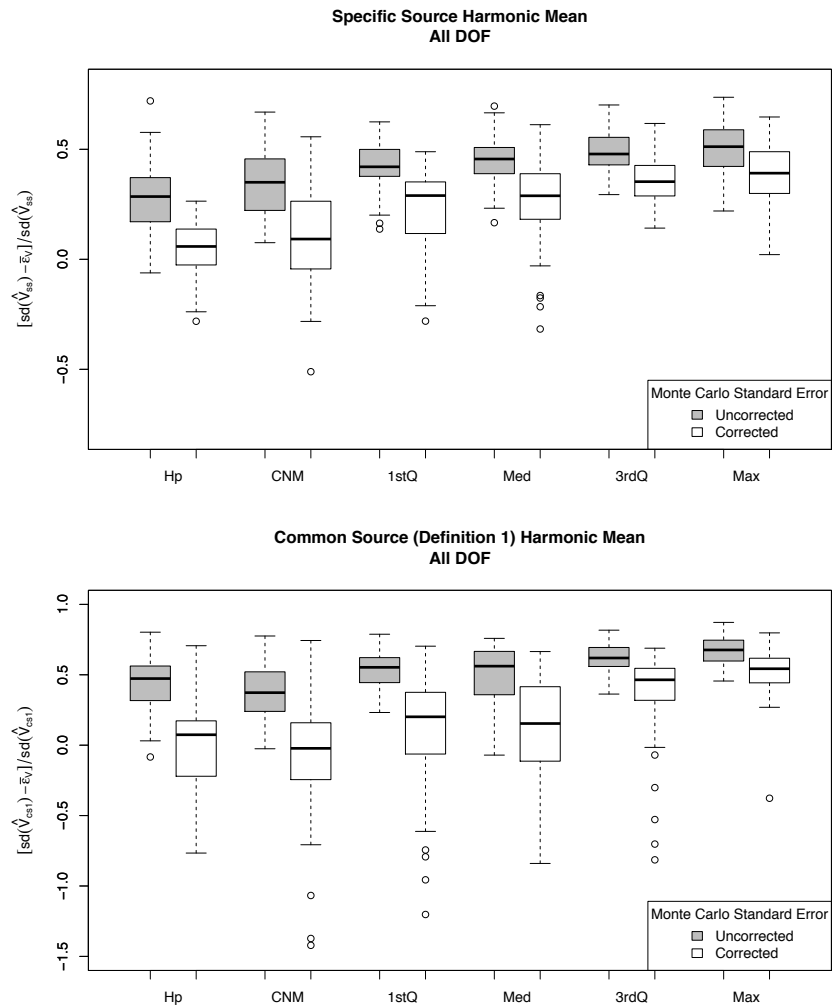 Specific Source Harmonic Mean
All DOF
[sd(V̂ss) − ε̄V]/sd(V̂ss)
0.5
0.0
−0.5
Monte Carlo Standard Error
Uncorrected
Corrected
Hp CNM 1stQ Med 3rdQ Max
Common Source (Definition 1) Harmonic Mean
All DOF
[sd(V̂cs1) − ε̄V]/sd(V̂cs1)
1.0
0.5
0.0
−0.5
−1.0
−1.5
Monte Carlo Standard Error
Uncorrected
Corrected
Hp CNM 1stQ Med 3rdQ Max